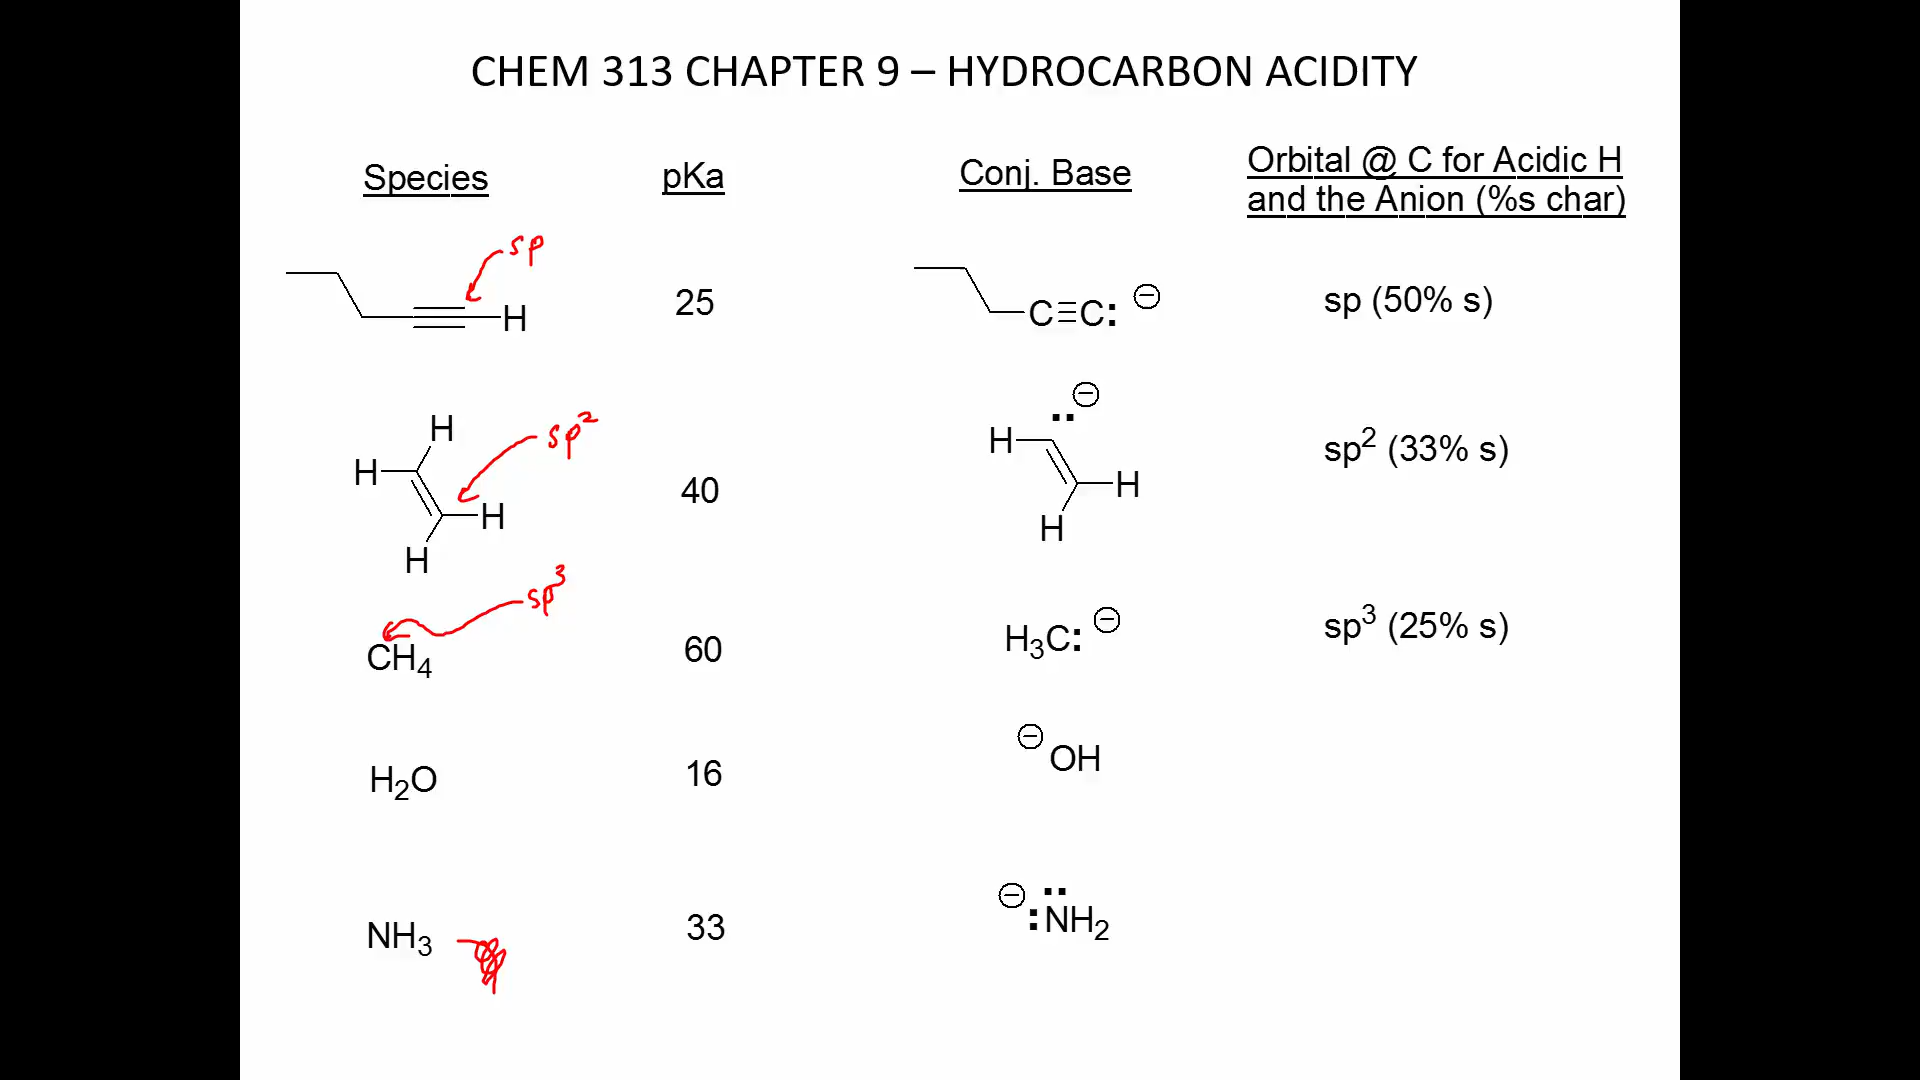 CHEM 313 CHAPTER 9 – HYDROCARBON ACIDITY
Species pKa Conj. Base Orbital @ C for Acidic H
and the Anion (%s char)
sp
H 25 C≡C: ⊖ sp (50% s)
H H sp² 40 ⊖ H H H sp² (33% s)
H H
sp³
CH₄ 60 H₃C: ⊖ sp³ (25% s)
H₂O 16 ⊖ OH
NH₃ 33 ⊖ :NH₂